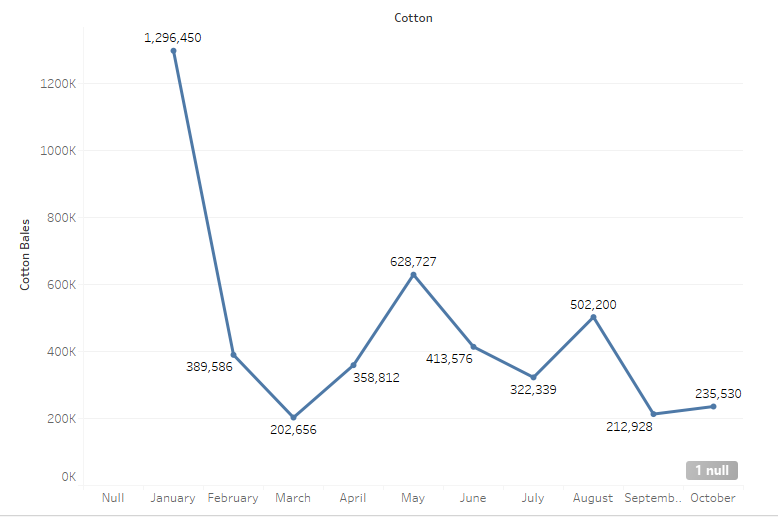 Cotton
1,296,450
1200K
1000K
800K
628,727
600K
502,200
400K
389,586
358,812
413,576
322,339
235,530
202,656
212,928
200K
0K
Cotton Bales
1 null
Null January February March April May June July August Septemb.. October